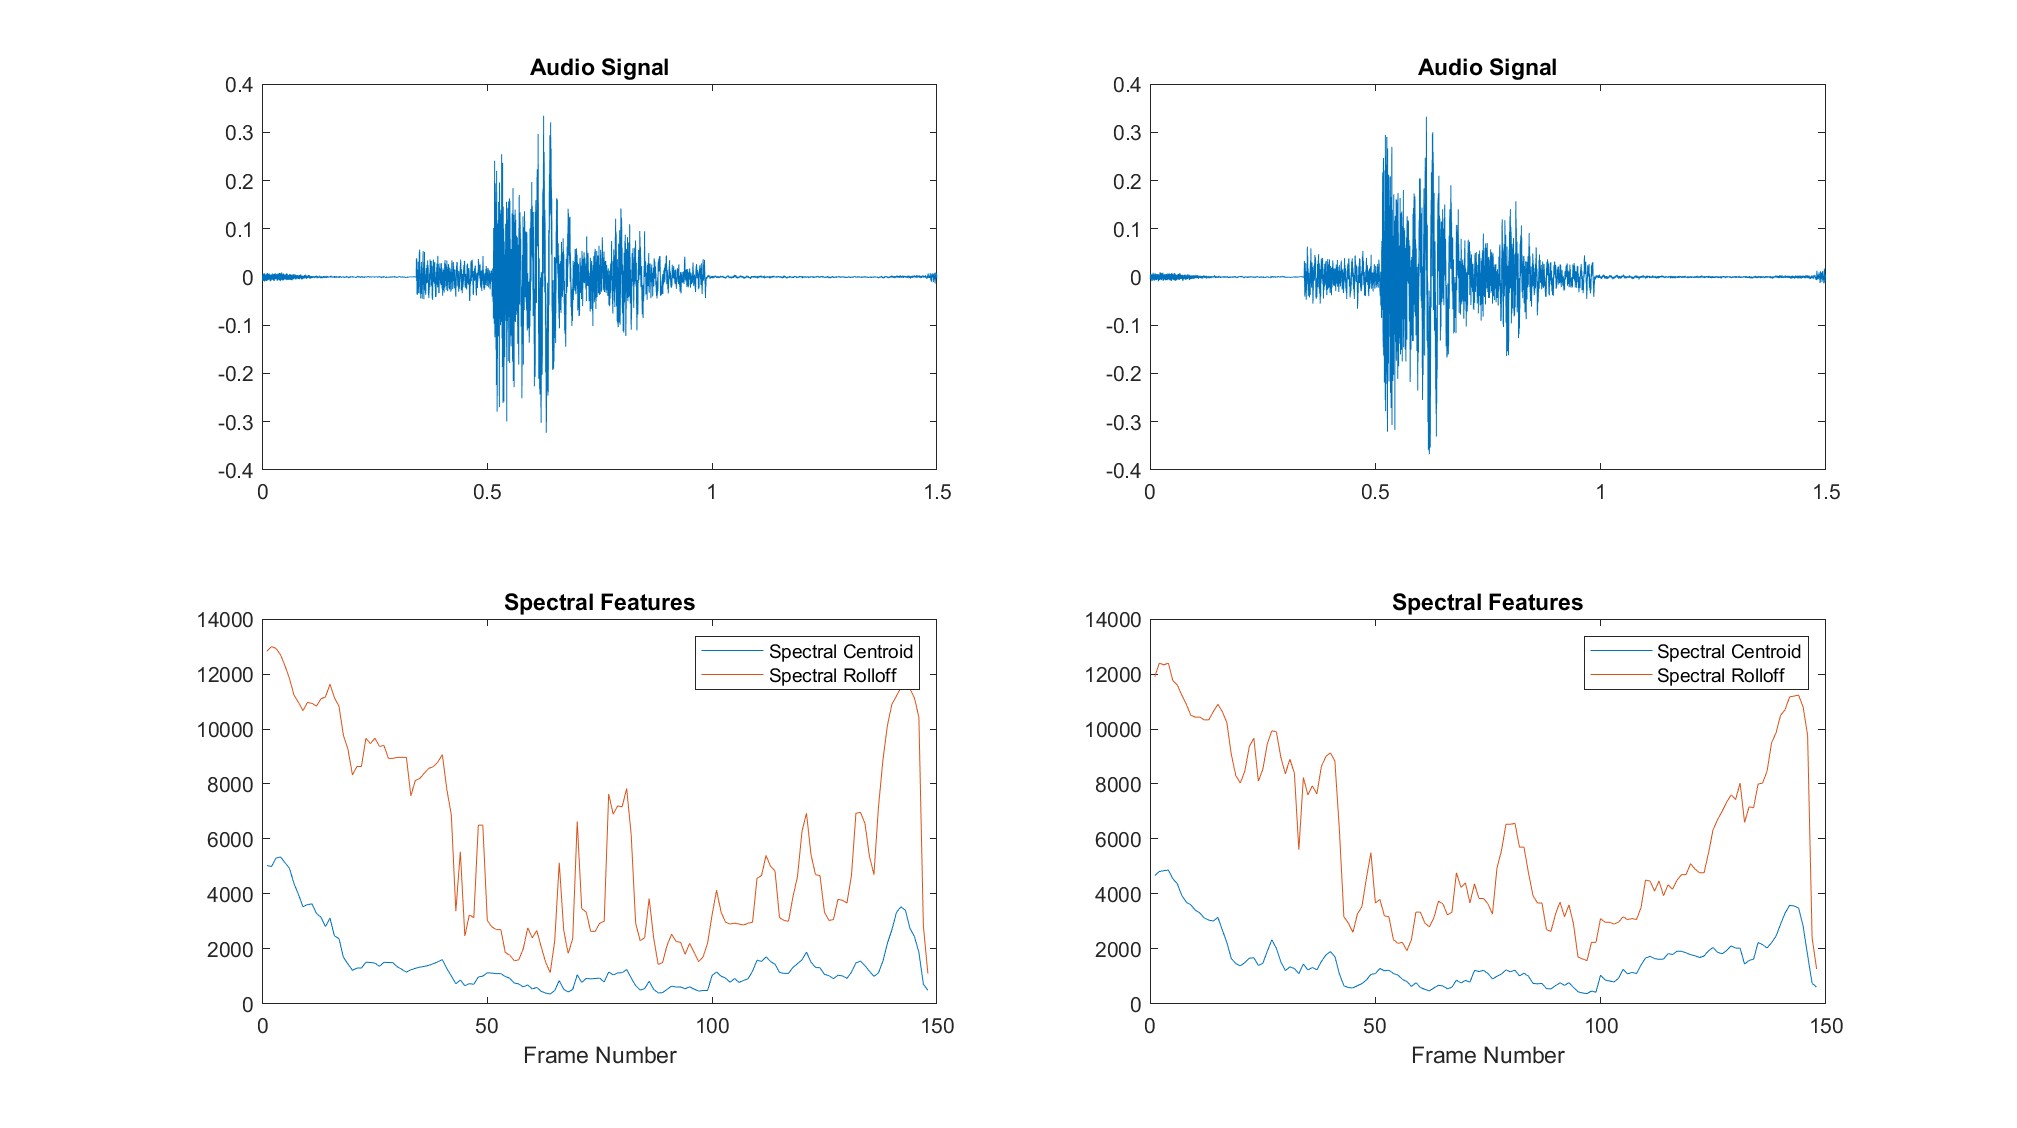 Audio Signal
0.4
0.3
0.2
0.1
0
-0.1
-0.2
-0.3
-0.4
0 0.5 1 1.5
Audio Signal
0.4
0.3
0.2
0.1
0
-0.1
-0.2
-0.3
-0.4
0 0.5 1 1.5
Spectral Features
14000
12000
10000
8000
6000
4000
2000
0
Spectral Centroid
Spectral Rolloff
0 50 100 150
Frame Number
Spectral Features
14000
12000
10000
8000
6000
4000
2000
0
Spectral Centroid
Spectral Rolloff
0 50 100 150
Frame Number